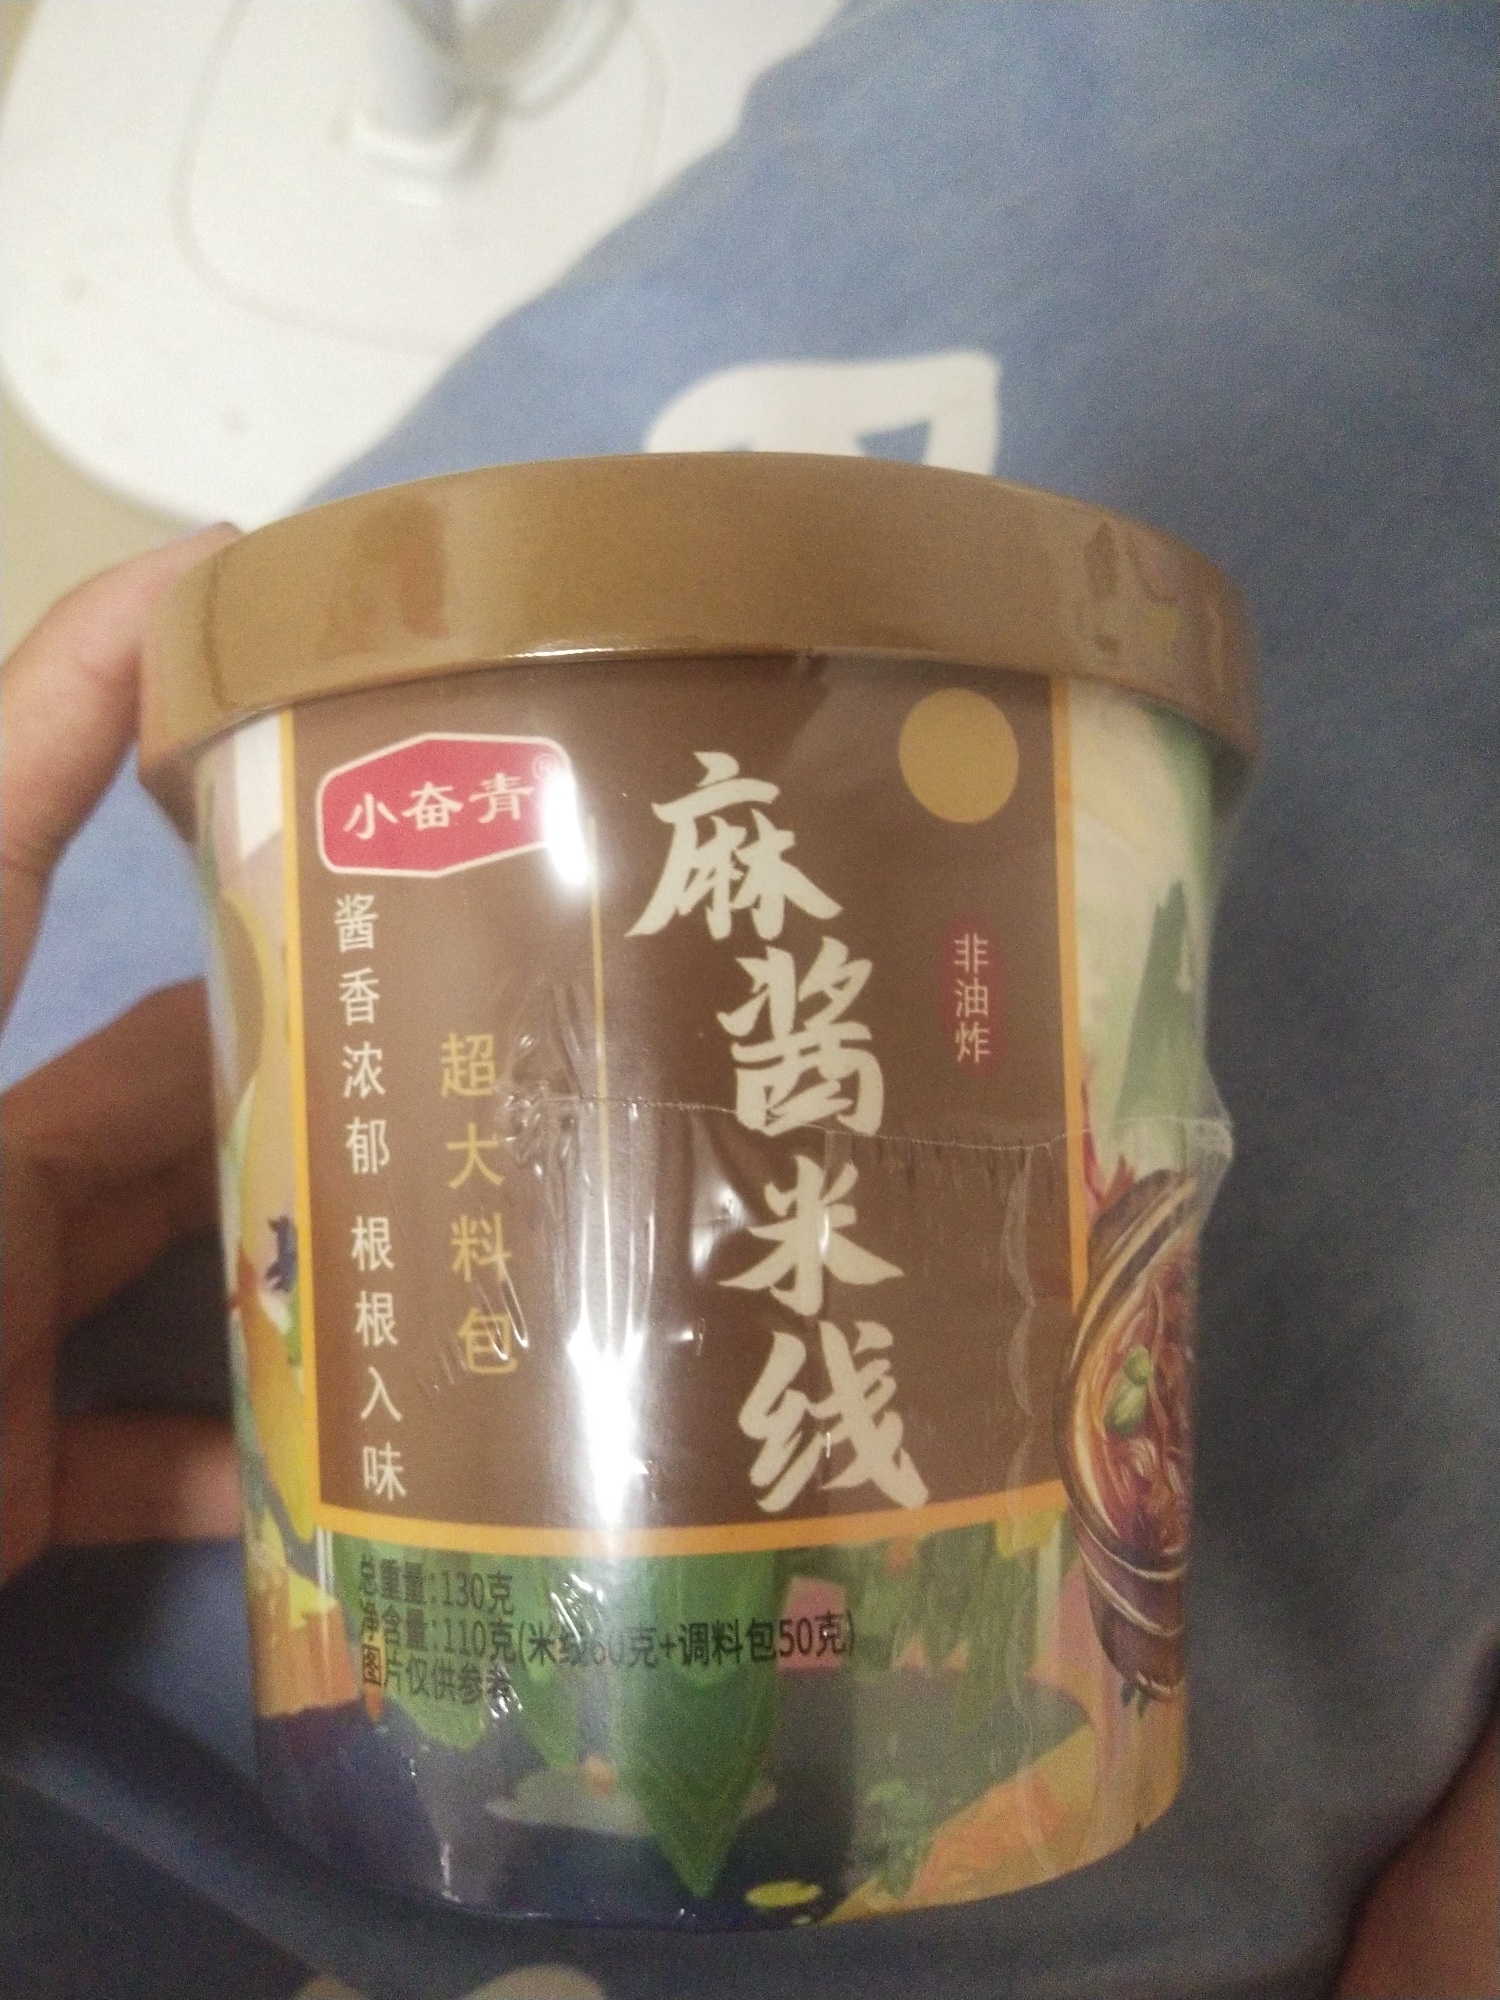 小奋青
酱香浓郁 根根入味
超大料包
麻酱米线
非油炸
总重量:130克
净含量:110克(米线60克+调料包50克)
图片仅供参考